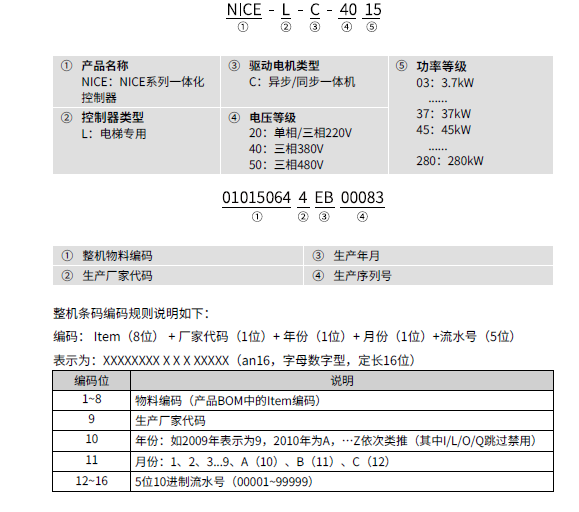 NICE - L - C - 40 15
① ② ③ ④ ⑤
① 产品名称
NICE：NICE系列一体化
控制器
② 控制器类型
L：电梯专用
③ 驱动电机类型
C：异步/同步一体机
④ 电压等级
20：单相/三相220V
40：三相380V
50：三相480V
⑤ 功率等级
03：3.7kW
......
37：37kW
45：45kW
......
280：280kW
01015064 4 EB 00083
① ② ③ ④
① 整机物料编码
② 生产厂家代码
③ 生产年月
④ 生产序列号
整机条码编码规则说明如下：
编码： Item（8位） + 厂家代码（1位）+ 年份（1位）+ 月份（1位）+流水号（5位）
表示为：XXXXXXXX X X X XXXXX（an16，字母数字型，定长16位）
编码位 说明
1~8 物料编码（产品BOM中的Item编码）
9 生产厂家代码
10 年份：如2009年表示为9，2010年为A，…Z依次类推（其中I/L/O/Q跳过禁用）
11 月份：1、2、3...9、A（10）、B（11）、C（12）
12~16 5位10进制流水号（00001~99999）